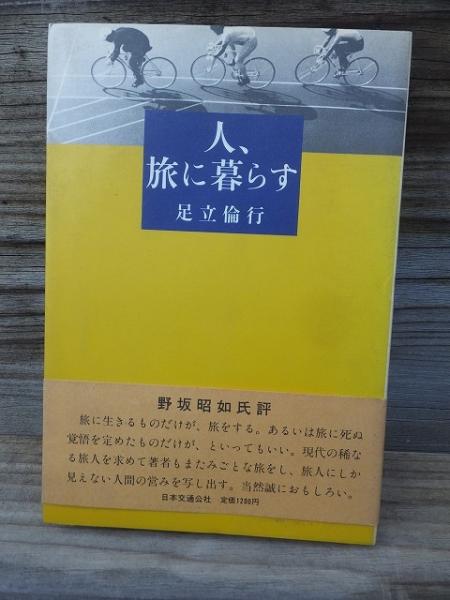 人、
旅に暮らす
足立倫行
野坂昭如氏評
旅に生きるものだけが、旅をする。あるいは旅に死ぬ
覚悟を定めたものだけが、といってもいい。現代の稀な
る旅人を求めて著者もまたみごとな旅をし、旅人にしか
見えない人間の営みを写し出す。当然誠におもしろい。
日本交通公社 定価1200円